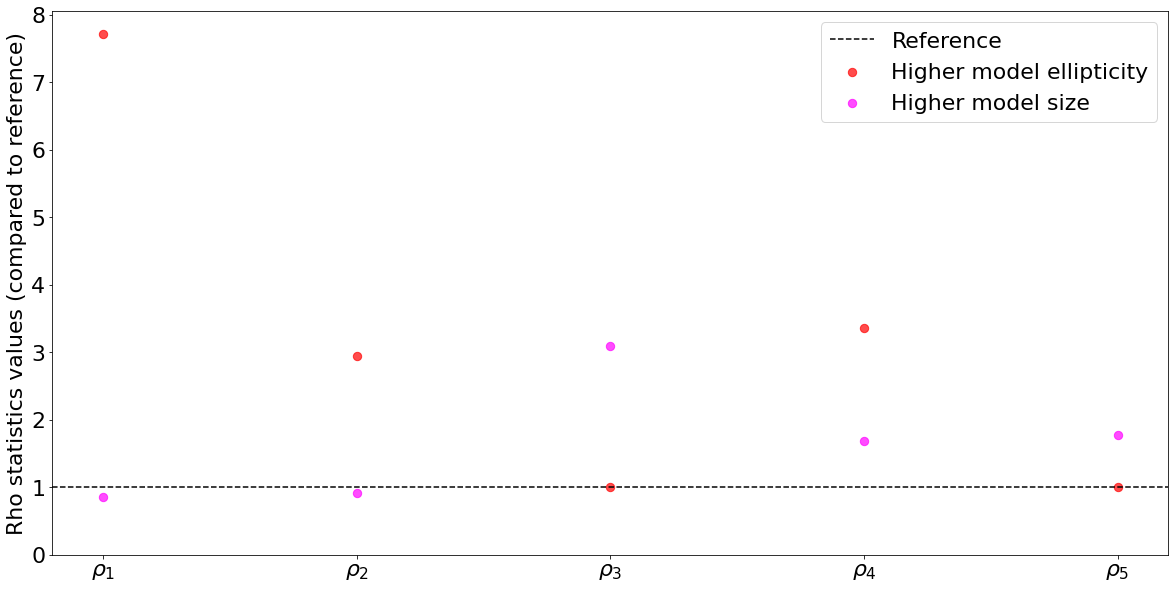 Rho statistics values (compared to reference)
8
7
6
5
4
3
2
1
0
Reference
Higher model ellipticity
Higher model size
ρ₁ ρ₂ ρ₃ ρ₄ ρ₅